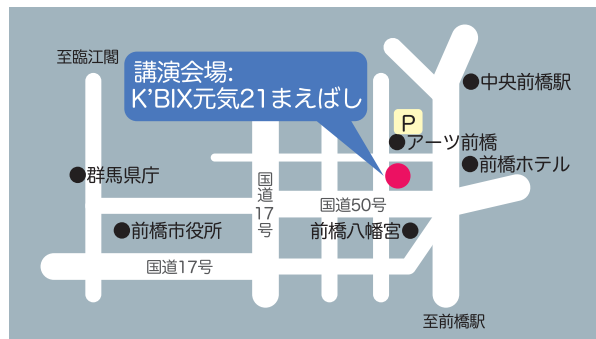 至臨江閣
講演会場:
K'BIX元気21まえばし
●中央前橋駅
P
●アーツ前橋
●前橋ホテル
●群馬県庁
国道17号
国道50号
●前橋市役所
前橋八幡宮●
国道17号
至前橋駅